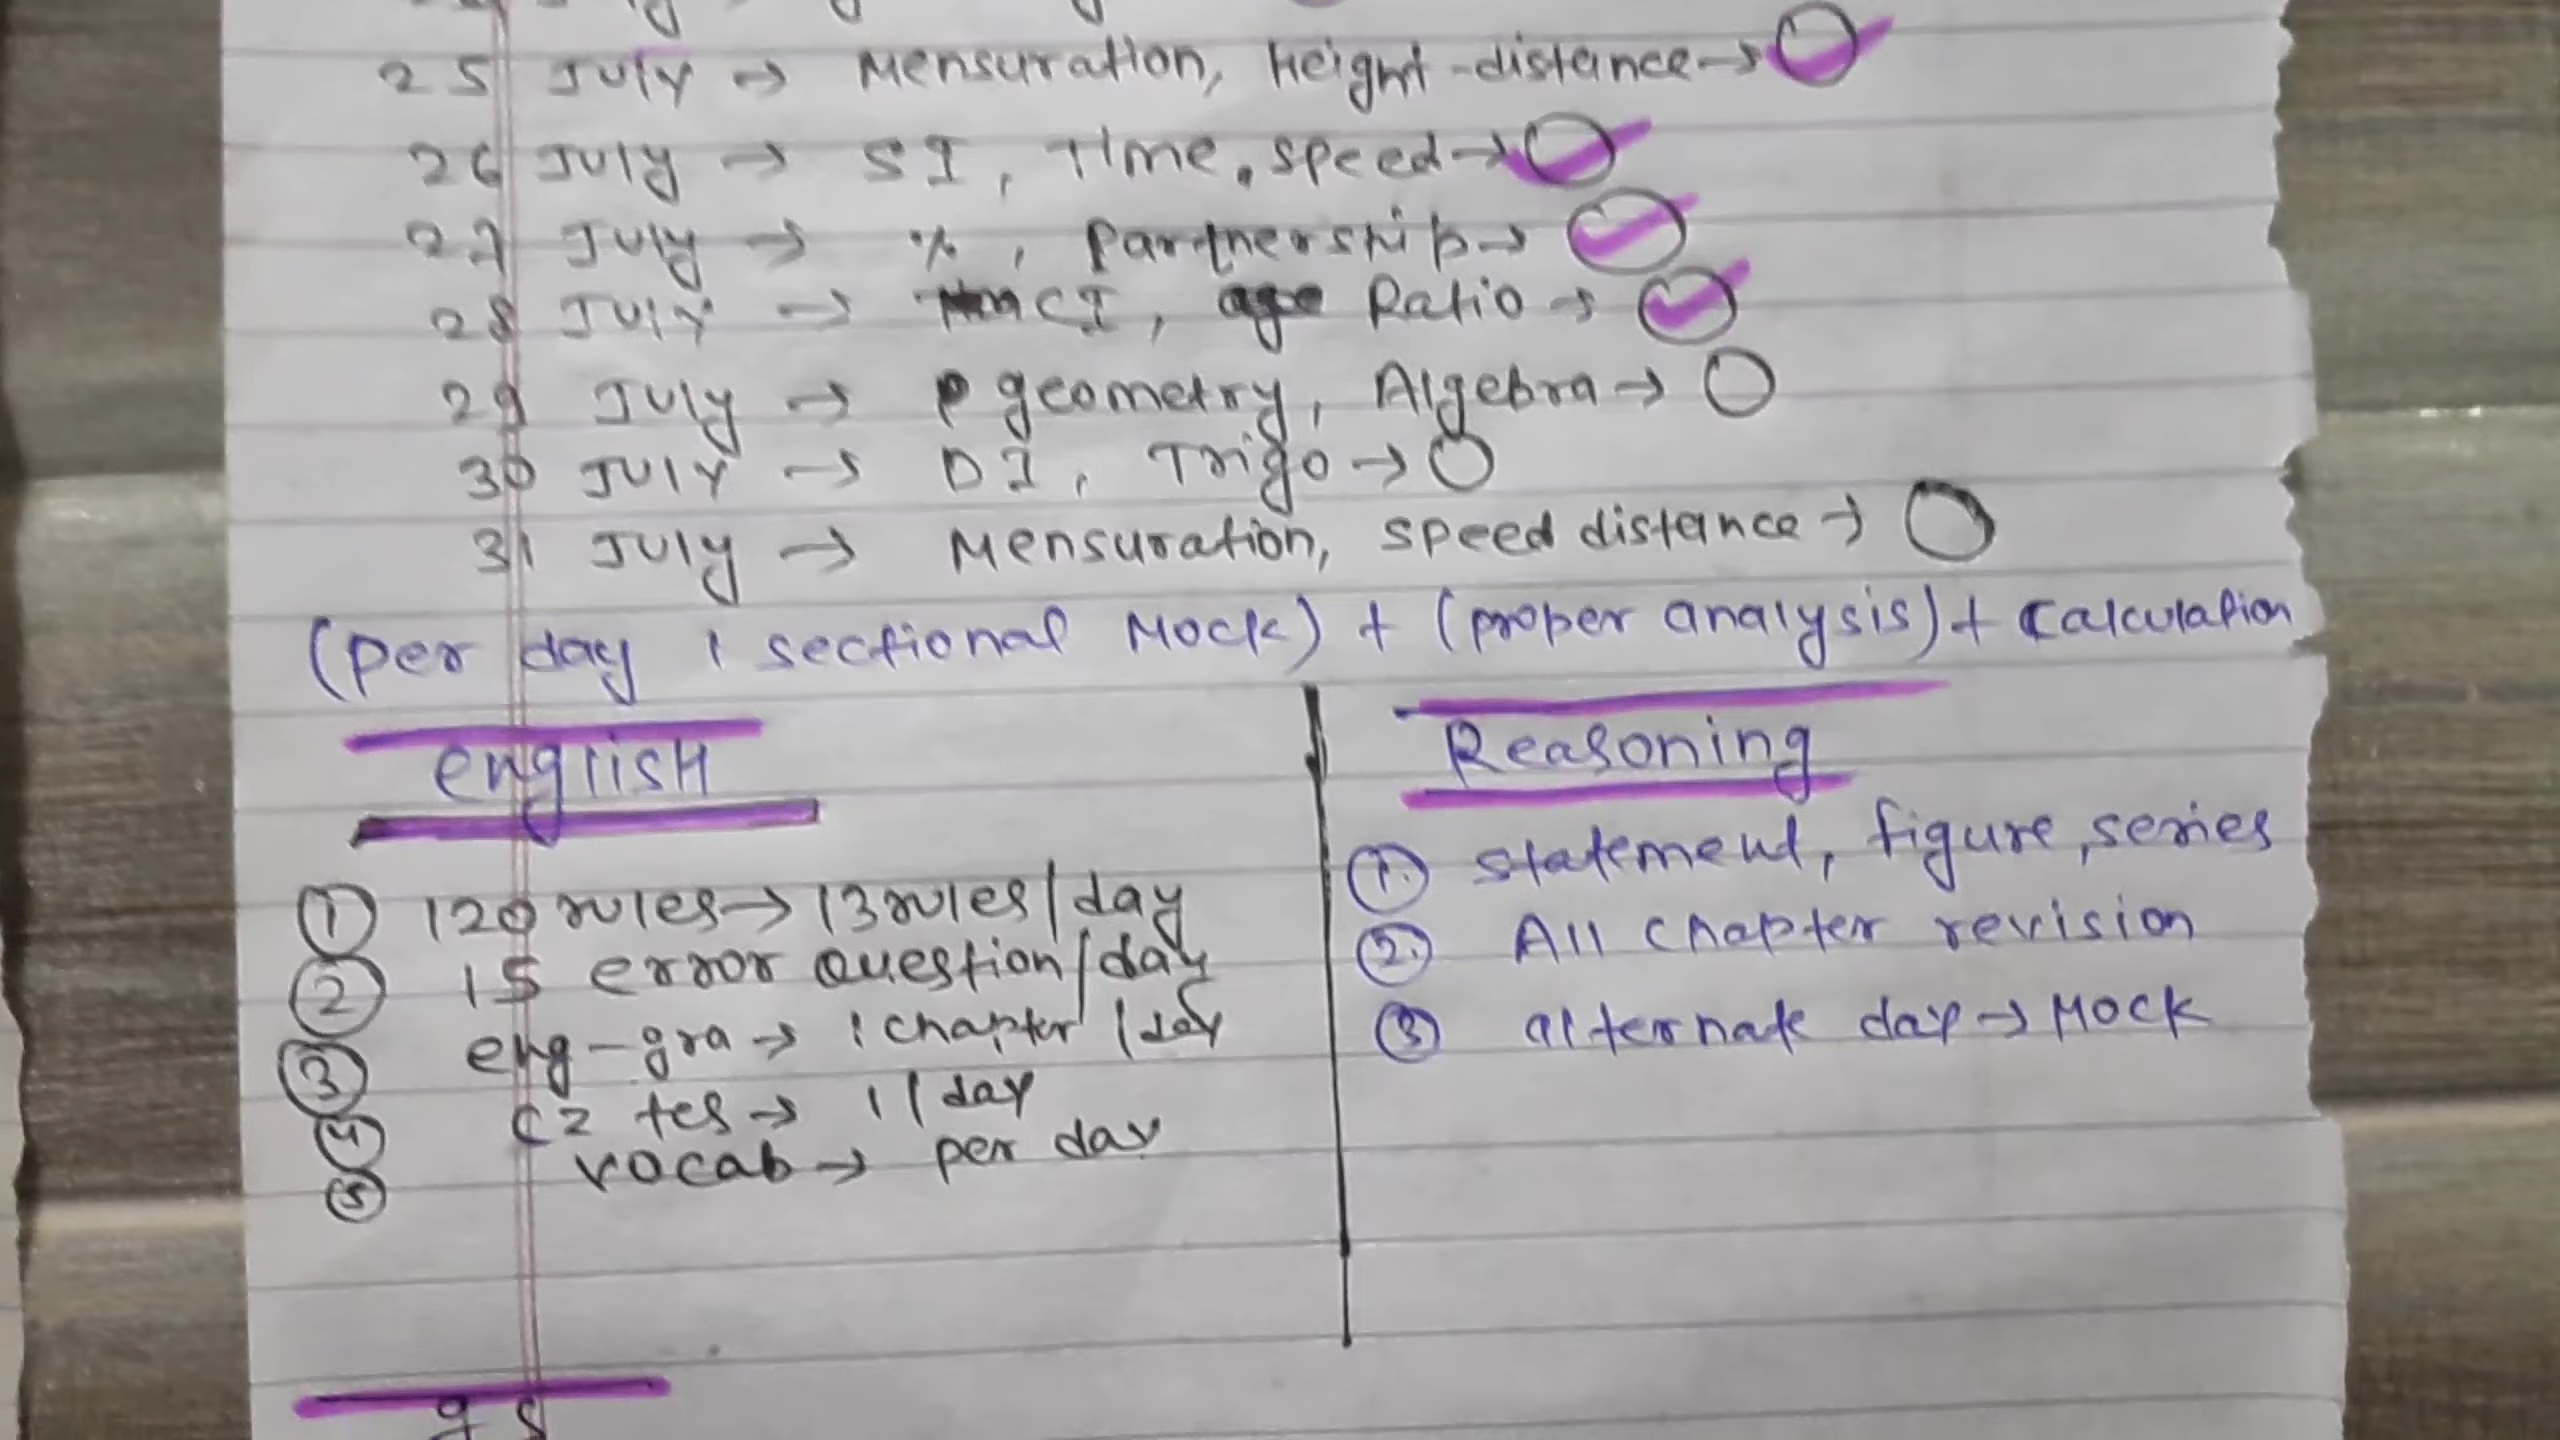 25 July → Mensuration, Height-distance →
26 July → SI, Time, speed →
27 July → %, Partnership →
28 July → CI, Ratio →
29 July → geometry, Algebra →
30 July → DI, Trigo →
31 July → Mensuration, speed distance →
(per day 1 sectional Mock) + (proper analysis) + calculation
english
① 120 rules → 13 rules/day
② 15 error question/day
③ eng-gra → 1 chapter/day
④ cz tes → 1/day
⑤ vocab → per day
Reasoning
①. statement, figure, series
②. All chapter revision
③ alternate day → Mock
gs